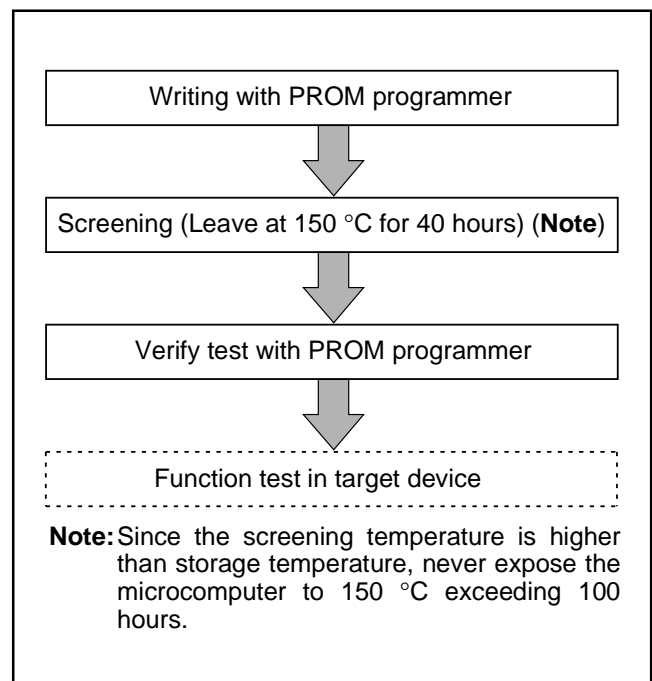 Writing with PROM programmer
Screening (Leave at 150 °C for 40 hours) (Note)
Verify test with PROM programmer
Function test in target device
Note: Since the screening temperature is higher
than storage temperature, never expose the
microcomputer to 150 °C exceeding 100
hours.